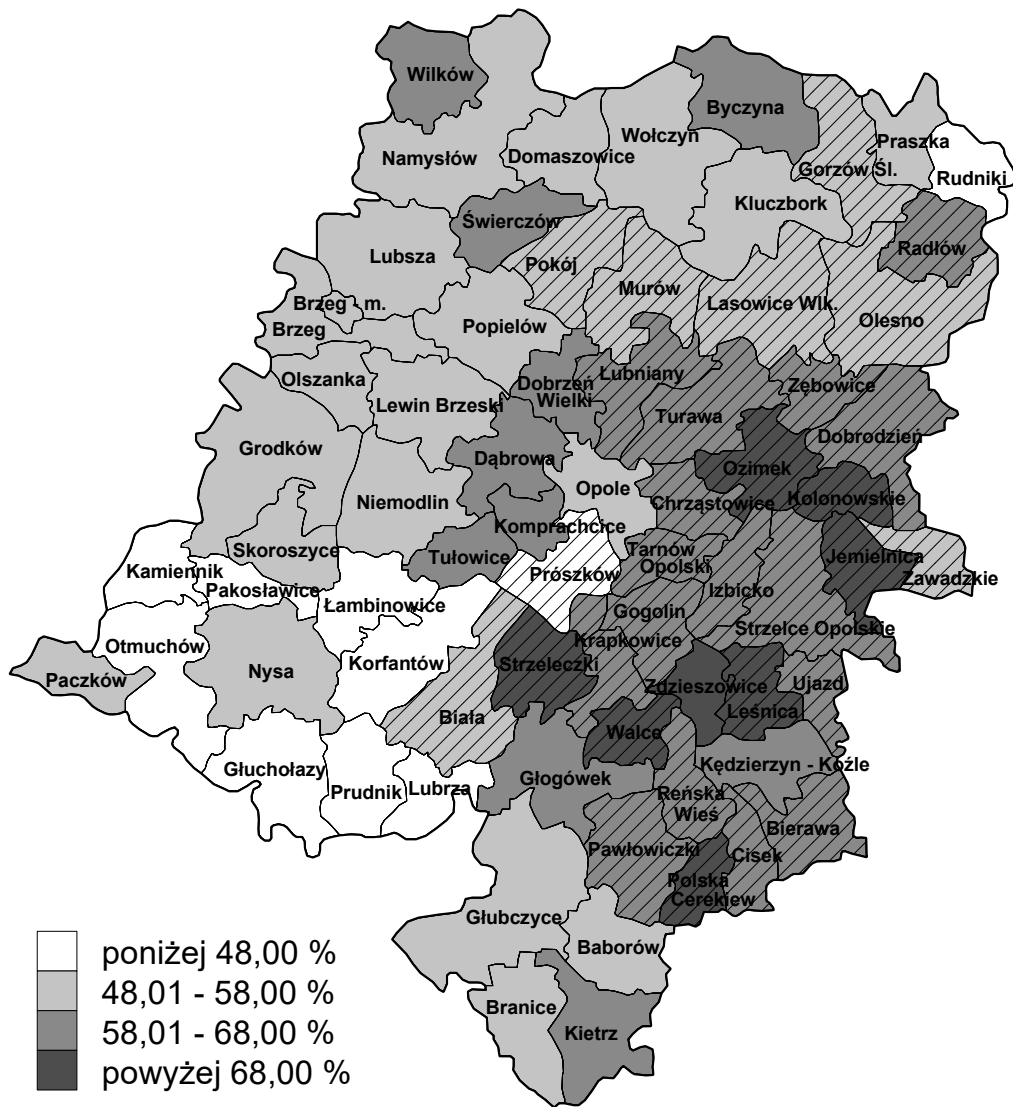 Wilków
Byczyna
Wołczyn
Praszka
Namysłów
Domaszowice
Gorzów Śl.
Rudniki
Kluczbork
Świerczów
Radłów
Lubsza
Pokój
Murów
Brzeg - m.
Lasowice Wlk.
Olesno
Brzeg
Popielów
Olszanka
Łubniany
Dobrzeń
Wielki
Zębowice
Lewin Brzeski
Turawa
Grodków
Dobrodzień
Dąbrowa
Ozimek
Opole
Niemodlin
Chrząstowice
Kolonowskie
Komprachcice
Skoroszyce
Tułowice
Tarnów
Opolski
Jemielnica
Kamiennik
Prószków
Zawadzkie
Pakosławice
Izbicko
Łambinowice
Gogolin
Strzelce Opolskie
Otmuchów
Krapkowice
Korfantów
Strzeleczki
Nysa
Paczków
Zdzieszowice
Ujazd
Leśnica
Biała
Walce
Głuchołazy
Kędzierzyn - Koźle
Głogówek
Lubrza
Prudnik
Reńska
Wieś
Bierawa
Pawłowiczki
Cisek
Polska
Cerekiew
Głubczyce
Baborów
Branice
Kietrz
poniżej 48,00 %
48,01 - 58,00 %
58,01 - 68,00 %
powyżej 68,00 %